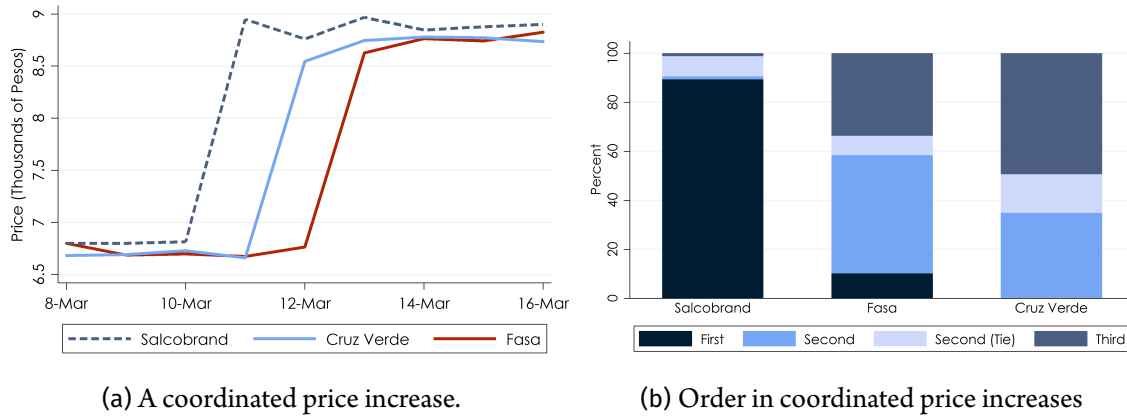 Price (Thousands of Pesos)
9
8.5
8
7.5
7
6.5
8-Mar 10-Mar 12-Mar 14-Mar 16-Mar
Salcobrand Cruz Verde Fasa
(a) A coordinated price increase.
Percent
100
80
60
40
20
0
Salcobrand Fasa Cruz Verde
First Second Second (Tie) Third
(b) Order in coordinated price increases